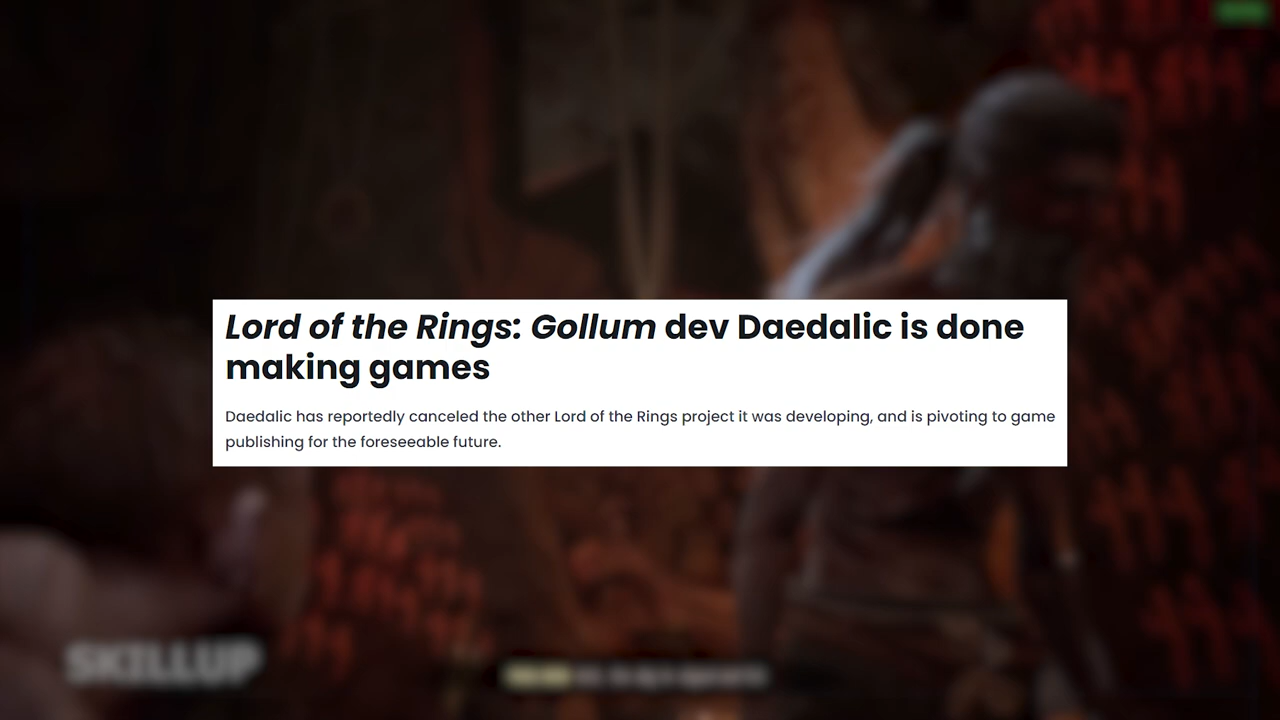 Lord of the Rings: Gollum dev Daedalic is done
making games
Daedalic has reportedly canceled the other Lord of the Rings project it was developing, and is pivoting to game
publishing for the foreseeable future.
SKILLUP